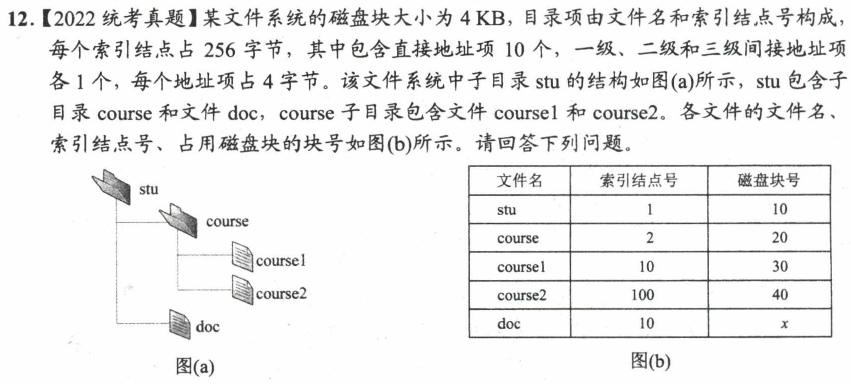 12.【2022 统考真题】某文件系统的磁盘块大小为 4 KB，目录项由文件名和索引结点号构成，
每个索引结点占 256 字节，其中包含直接地址项 10 个，一级、二级和三级间接地址项
各 1 个，每个地址项占 4 字节。该文件系统中子目录 stu 的结构如图(a)所示，stu 包含子
目录 course 和文件 doc，course 子目录包含文件 course1 和 course2。各文件的文件名、
索引结点号、占用磁盘块的块号如图(b)所示。请回答下列问题。
stu
course
course1
course2
doc
图(a)
文件名 索引结点号 磁盘块号
stu 1 10
course 2 20
course1 10 30
course2 100 40
doc 10 x
图(b)